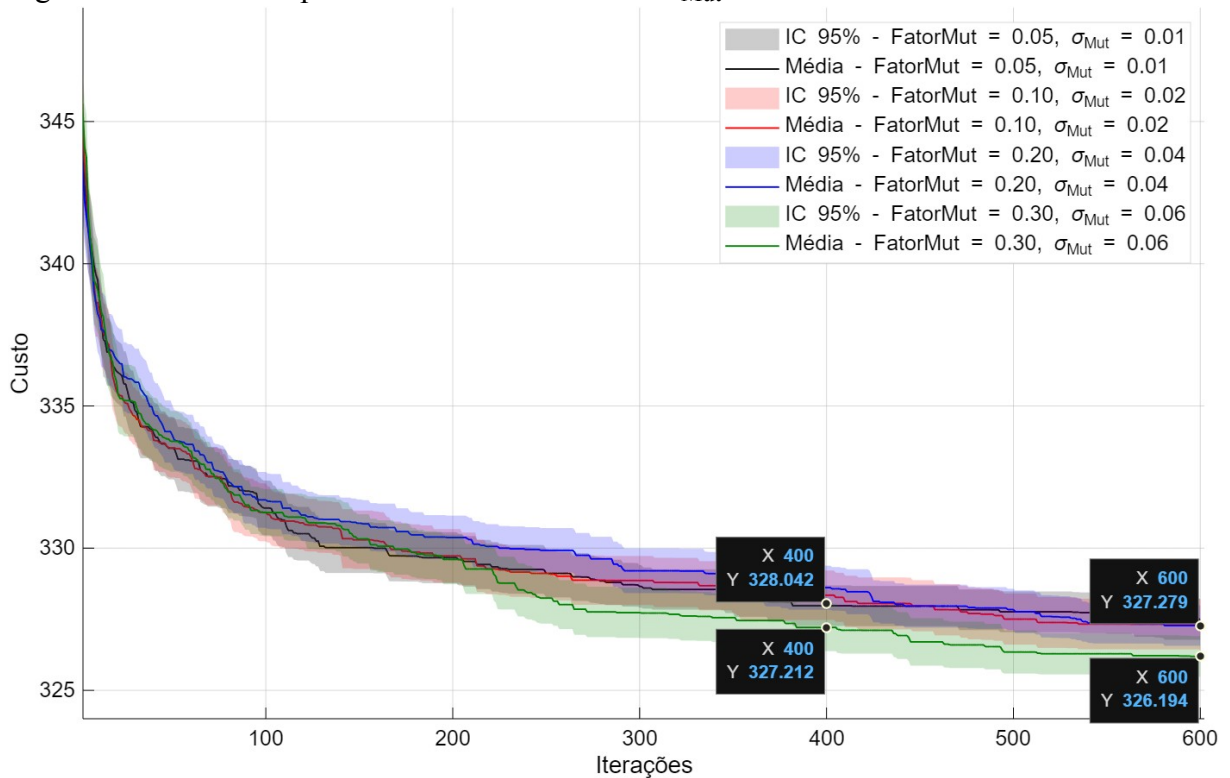 Mut
IC 95% - FatorMut = 0.05, σMut = 0.01
Média - FatorMut = 0.05, σMut = 0.01
IC 95% - FatorMut = 0.10, σMut = 0.02
Média - FatorMut = 0.10, σMut = 0.02
IC 95% - FatorMut = 0.20, σMut = 0.04
Média - FatorMut = 0.20, σMut = 0.04
IC 95% - FatorMut = 0.30, σMut = 0.06
Média - FatorMut = 0.30, σMut = 0.06
345
340
335
330
325
Custo
X 400
Y 328.042
X 600
Y 327.279
X 400
Y 327.212
X 600
Y 326.194
100
200
300
400
500
600
Iterações